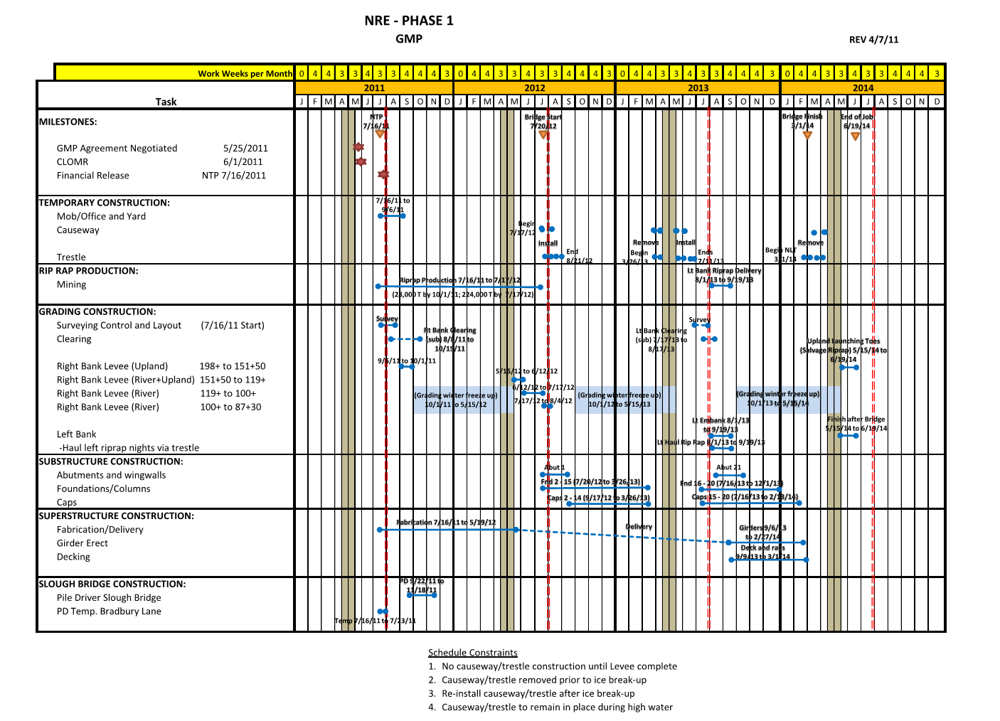 NRE - PHASE 1
GMP
REV 4/7/11
Work Weeks per Month 0 4 4 3 3 4 3 3 4 4 4 3 0 4 4 4 3 3 4 3 3 4 4 4 3 0 4 4 4 3 3 4 3 3 4 4 4 3 0 4 4 3 3 4 3 3 4 4 4 3
2011 2012 2013 2014
Task J F M A M J J A S O N D J F M A M J J A S O N D J F M A M J J A S O N D J F M A M J J A S O N D
MILESTONES:
NTP
7/16/11
Bridge Start
7/20/12
Bridge Finish
3/1/14
End of Job
6/19/14
GMP Agreement Negotiated 5/25/2011
CLOMR 6/1/2011
Financial Release NTP 7/16/2011
TEMPORARY CONSTRUCTION:
7/16/11 to
9/6/11
Mob/Office and Yard
Causeway
Begin
7/17/12
Install
Remove
Install
Remove
Trestle
End
8/21/12
Begin
3/26/13
Ends
7/11/13
Begin NLT
3/1/14
RIP RAP PRODUCTION:
Mining
Riprap Production 7/16/11 to 7/17/12
(23,000 T by 10/1/11; 224,000 T by 7/17/12)
Lt Bank Riprap Delivery
8/1/13 to 9/19/13
GRADING CONSTRUCTION:
Surveying Control and Layout (7/16/11 Start)
Survey
Survey
Clearing
Rt Bank Clearing
(sub) 8/8/11 to
10/15/11
Lt Bank Clearing
(sub) 7/17/13 to
8/17/13
Upland Launching Toes
(Salvage Riprap) 5/15/14 to
6/19/14
Right Bank Levee (Upland) 198+ to 151+50
9/6/11 to 10/1/11
Right Bank Levee (River+Upland) 151+50 to 119+
5/15/12 to 6/12/12
Right Bank Levee (River) 119+ to 100+
6/12/12 to 7/17/12
Right Bank Levee (River) 100+ to 87+30
7/17/12 to 8/4/12
(Grading winter freeze up)
10/1/11 to 5/15/12
(Grading winter freeze up)
10/1/12 to 5/15/13
(Grading winter freeze up)
10/1/13 to 5/15/14
Left Bank
Lt Embank 8/1/13
to 9/19/13
Finish after Bridge
5/15/14 to 6/19/14
-Haul left riprap nights via trestle
Lt Haul Rip Rap 8/1/13 to 9/19/13
SUBSTRUCTURE CONSTRUCTION:
Abutments and wingwalls
Abut 1
Abut 21
Foundations/Columns
Fnd 2 - 15 (7/20/12 to 3/26/13)
Fnd 16 - 20 (7/16/13 to 12/1/13)
Caps
Caps 2 - 14 (9/17/12 to 3/26/13)
Caps 15 - 20 (7/16/13 to 2/13/14)
SUPERSTRUCTURE CONSTRUCTION:
Fabrication/Delivery
Fabrication 7/16/11 to 5/19/12
Delivery
Girder Erect
Girders 9/6/13
to 2/27/14
Decking
Deck and rails
9/9/13 to 3/1/14
SLOUGH BRIDGE CONSTRUCTION:
PD 9/22/11 to
11/18/11
Pile Driver Slough Bridge
PD Temp. Bradbury Lane
Temp 7/16/11 to 7/23/11
Schedule Constraints
1. No causeway/trestle construction until Levee complete
2. Causeway/trestle removed prior to ice break-up
3. Re-install causeway/trestle after ice break-up
4. Causeway/trestle to remain in place during high water